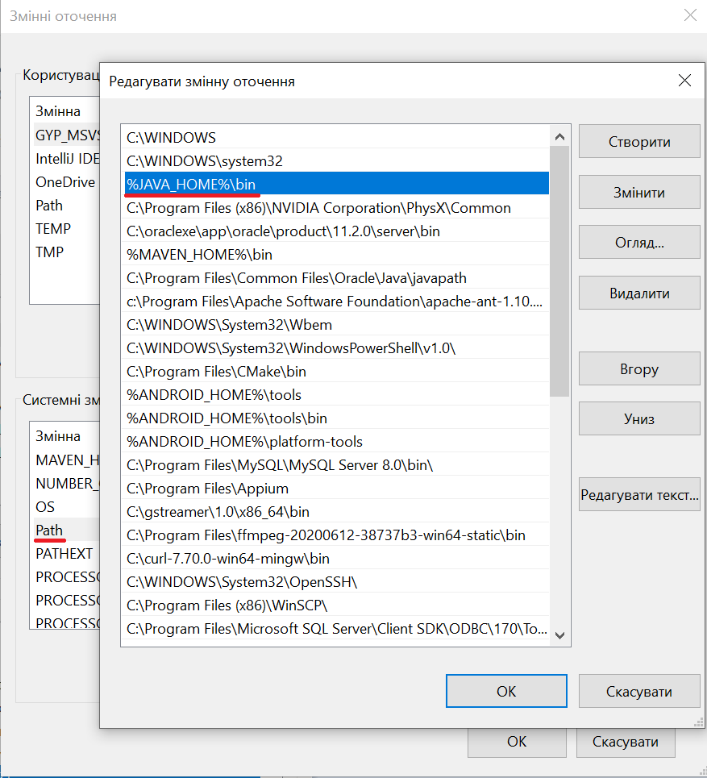 Змінні оточення
Користувац
Змінна
GYP_MSVS
IntelliJ IDE
OneDrive
Path
TEMP
TMP
Системні зм
Змінна
MAVEN_H
NUMBER_
OS
Path
PATHEXT
PROCESSO
PROCESSO
PROCESSO
Редагувати змінну оточення
C:\WINDOWS
C:\WINDOWS\system32
%JAVA_HOME%\bin
C:\Program Files (x86)\NVIDIA Corporation\PhysX\Common
C:\oraclexe\app\oracle\product\11.2.0\server\bin
%MAVEN_HOME%\bin
C:\Program Files\Common Files\Oracle\Java\javapath
c:\Program Files\Apache Software Foundation\apache-ant-1.10....
C:\WINDOWS\System32\Wbem
C:\WINDOWS\System32\WindowsPowerShell\v1.0\
C:\Program Files\CMake\bin
%ANDROID_HOME%\tools
%ANDROID_HOME%\tools\bin
%ANDROID_HOME%\platform-tools
C:\Program Files\MySQL\MySQL Server 8.0\bin\
C:\Program Files\Appium
C:\gstreamer\1.0\x86_64\bin
C:\Program Files\ffmpeg-20200612-38737b3-win64-static\bin
C:\curl-7.70.0-win64-mingw\bin
C:\WINDOWS\System32\OpenSSH\
C:\Program Files (x86)\WinSCP\
C:\Program Files\Microsoft SQL Server\Client SDK\ODBC\170\To...
Створити
Змінити
Огляд...
Видалити
Вгору
Униз
Редагувати текст...
OK
Скасувати
OK
Скасувати